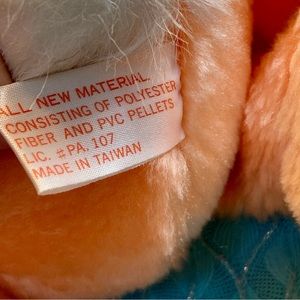 ALL NEW MATERIAL,
CONSISTING OF POLYESTER
FIBER AND PVC PELLETS
LIC. #PA. 107
MADE IN TAIWAN